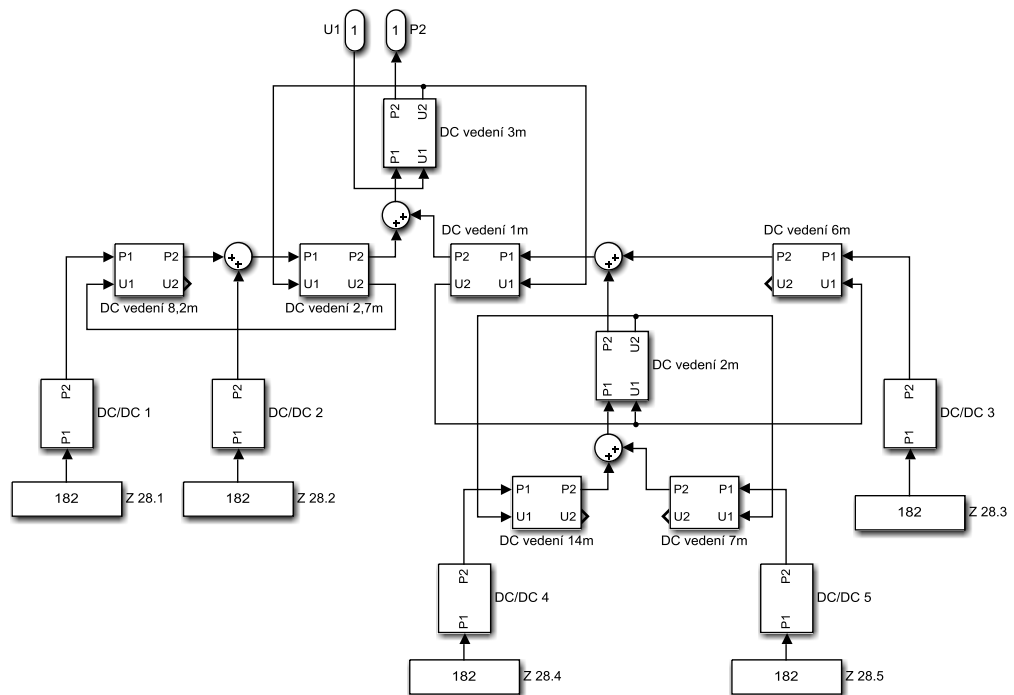 U1 1 1 P2
P2 U2
DC vedení 3m
P1 U1
DC vedení 1m DC vedení 6m
P1 P2 P1 P2 P2 P1 P2 P1
U1 U2 U1 U2 U2 U1 U2 U1
DC vedení 8,2m DC vedení 2,7m
P2 U2
DC vedení 2m
P1 U1
P2 P2 P2
DC/DC 1 DC/DC 2 DC/DC 3
P1 P1 P1
182 Z 28.1 182 Z 28.2 182 Z 28.3
P1 P2 P2 P1
U1 U2 U2 U1
DC vedení 14m DC vedení 7m
P2 P2
DC/DC 4 DC/DC 5
P1 P1
182 Z 28.4 182 Z 28.5